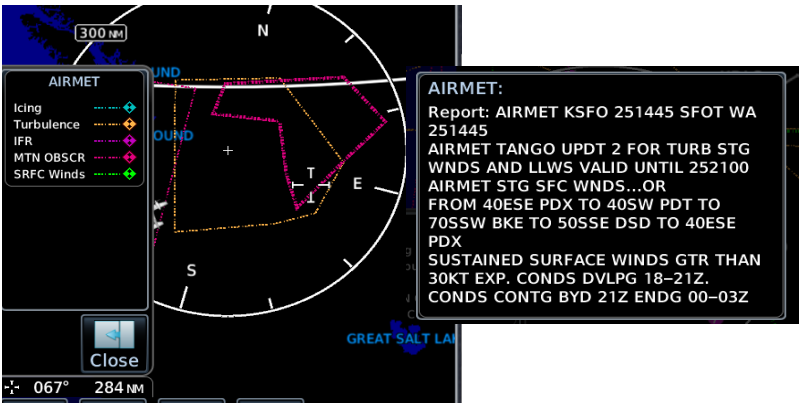 300 NM
N
UND
AIRMET
Icing
Turbulence
IFR
MTN OBSCR
SRFC Winds
OUND
T
E
S
GREAT SALT LA
Close
067° 284 NM
AIRMET:
Report: AIRMET KSFO 251445 SFOT WA
251445
AIRMET TANGO UPDT 2 FOR TURB STG
WNDS AND LLWS VALID UNTIL 252100
AIRMET STG SFC WNDS...OR
FROM 40ESE PDX TO 40SW PDT TO
70SSW BKE TO 50SSE DSD TO 40ESE
PDX
SUSTAINED SURFACE WINDS GTR THAN
30KT EXP. CONDS DVLPG 18–21Z.
CONDS CONTG BYD 21Z ENDG 00–03Z